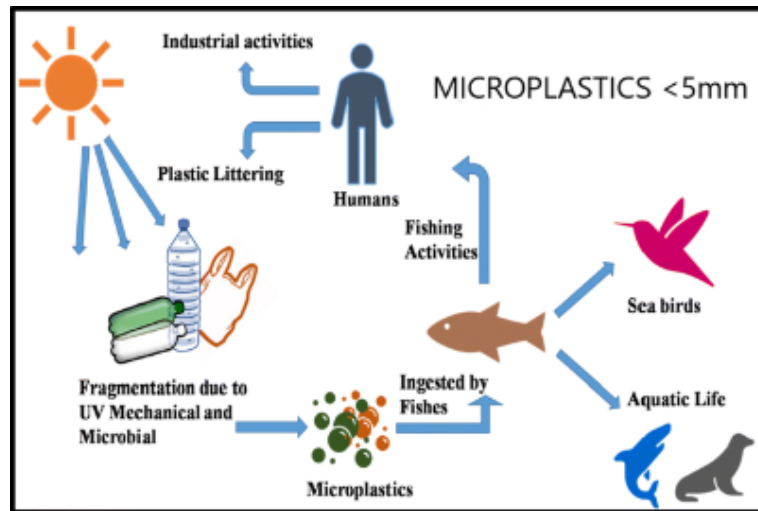 Industrial activities
MICROPLASTICS <5mm
Plastic Littering
Humans
Fishing
Activities
Sea birds
Fragmentation due to
UV Mechanical and
Microbial
Ingested by
Fishes
Aquatic Life
Microplastics